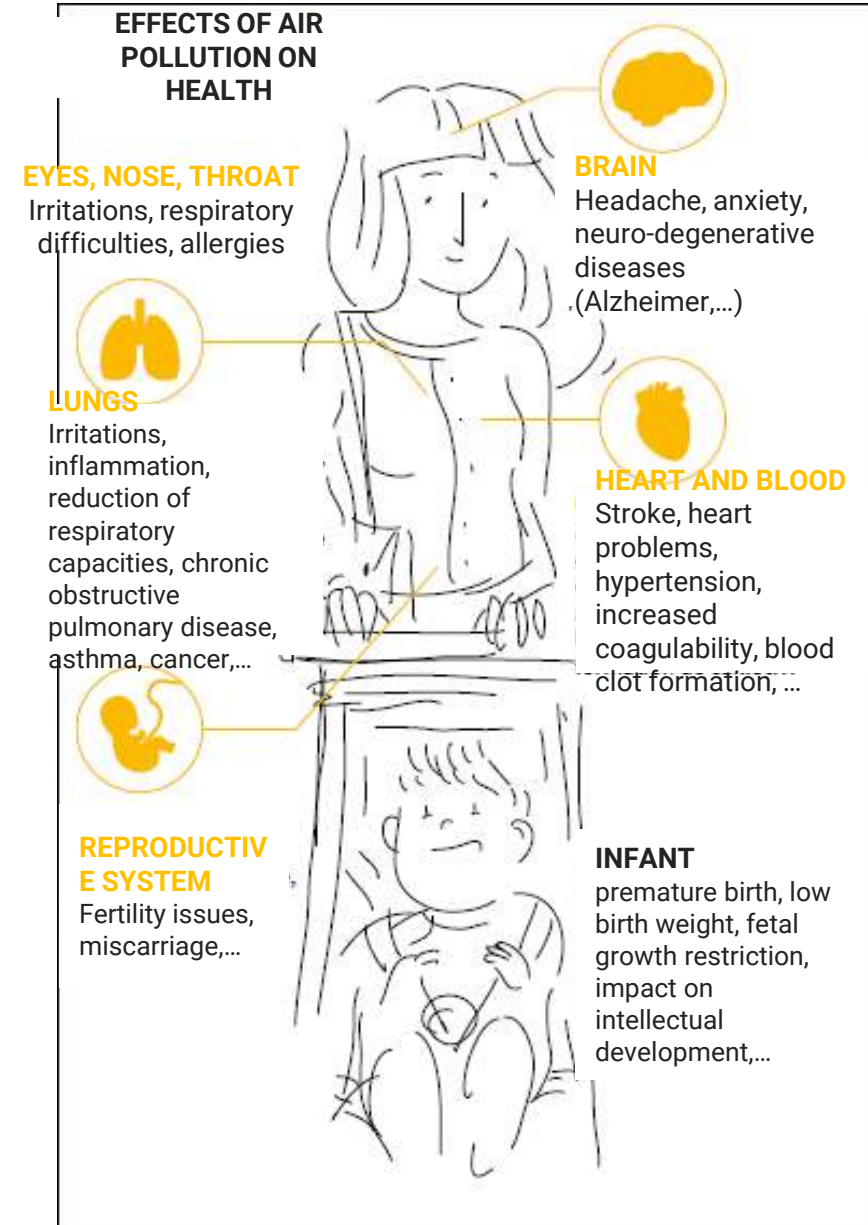 EFFECTS OF AIR
POLLUTION ON
HEALTH
EYES, NOSE, THROAT
Irritations, respiratory
difficulties, allergies
BRAIN
Headache, anxiety,
neuro-degenerative
diseases
(Alzheimer,...)
LUNGS
Irritations,
inflammation,
reduction of
respiratory
capacities, chronic
obstructive
pulmonary disease,
asthma, cancer,...
HEART AND BLOOD
Stroke, heart
problems,
hypertension,
increased
coagulability, blood
clot formation, ...
REPRODUCTIV
E SYSTEM
Fertility issues,
miscarriage,...
INFANT
premature birth, low
birth weight, fetal
growth restriction,
impact on
intellectual
development,...